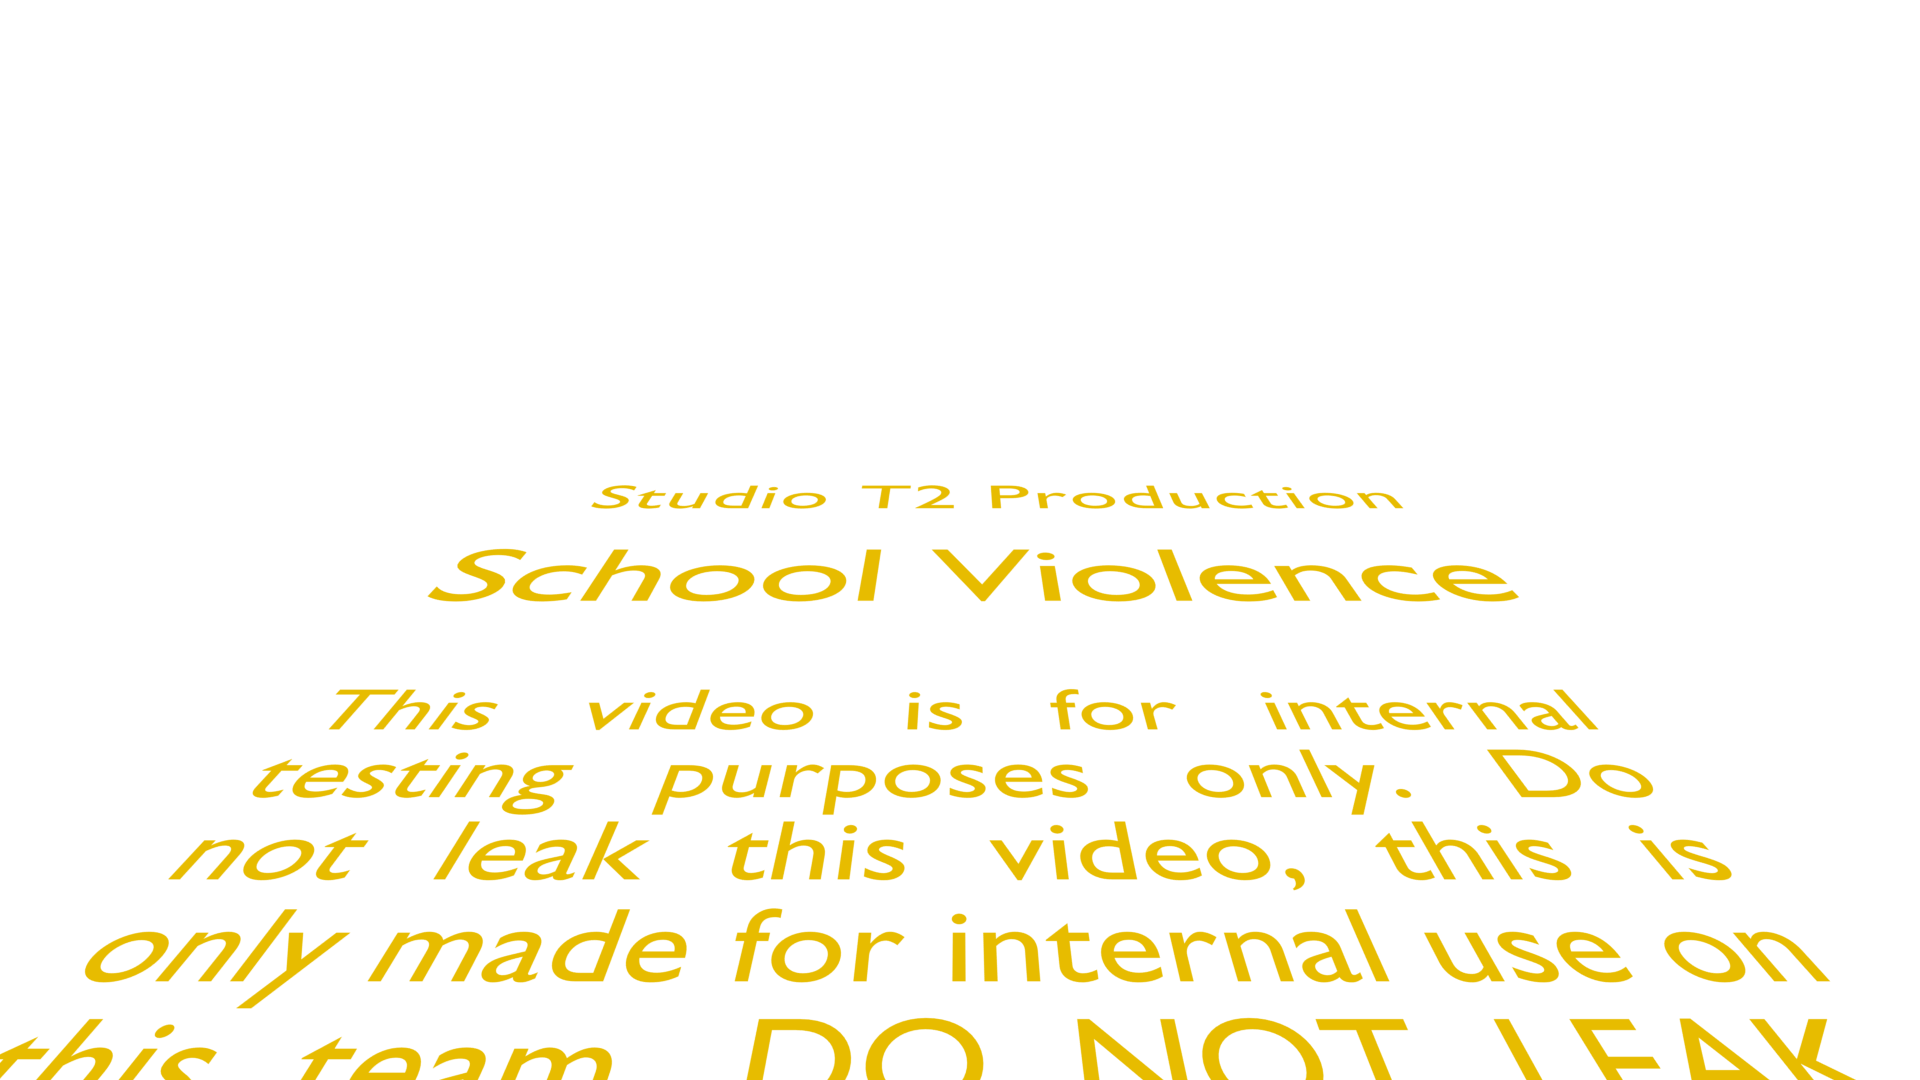 Studio T2 Production
School Violence
This video is for internal
testing purposes only. Do
not leak this video, this is
only made for internal use on
this team. DO NOT LEAK